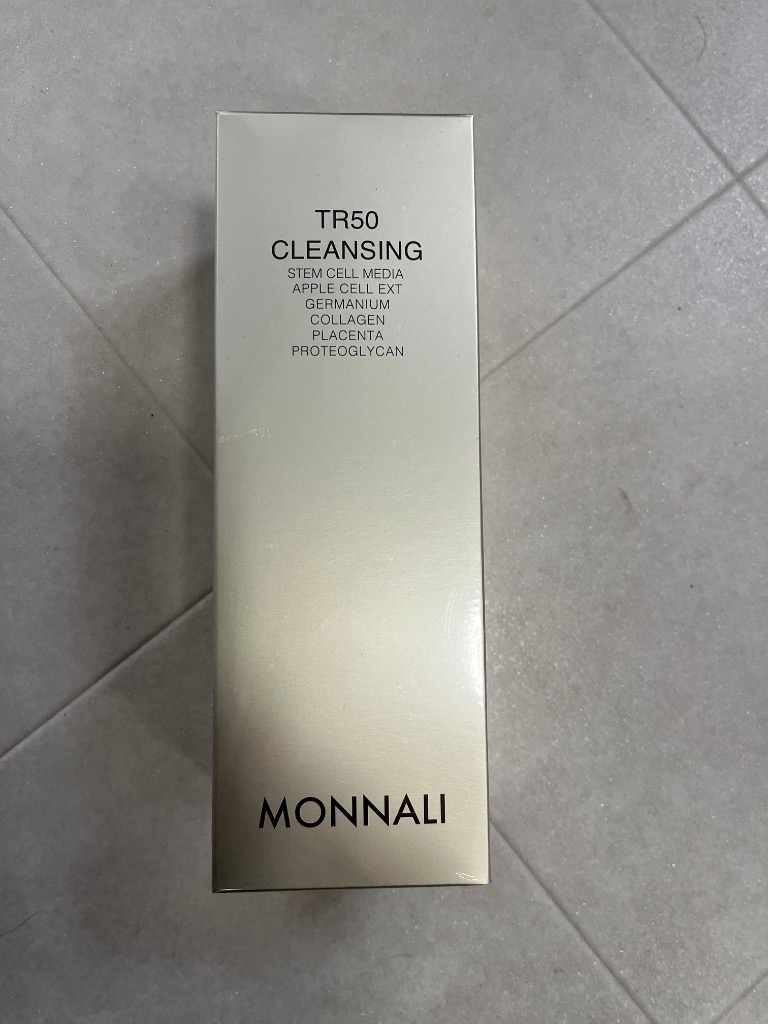 TR50
CLEANSING
STEM CELL MEDIA
APPLE CELL EXT
GERMANIUM
COLLAGEN
PLACENTA
PROTEOGLYCAN
MONNALI